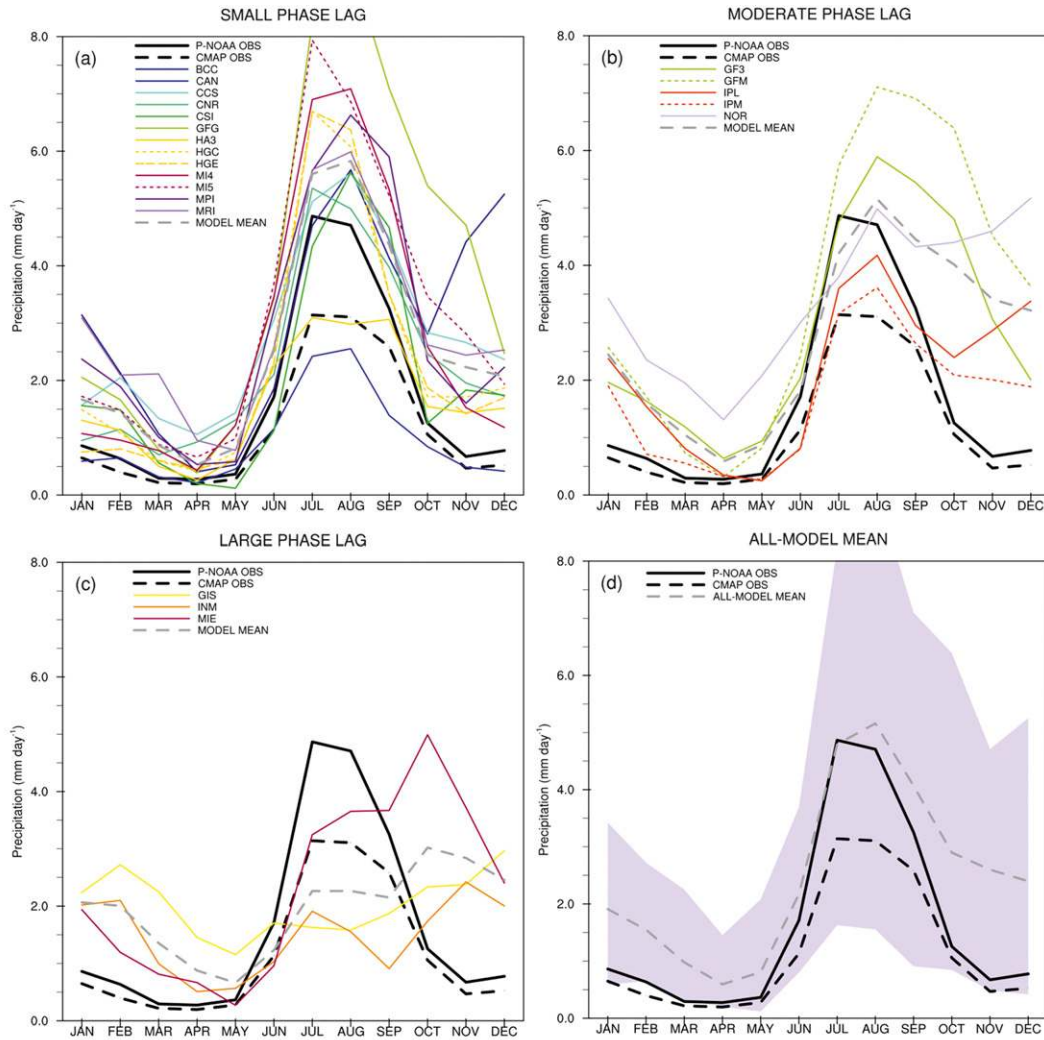 SMALL PHASE LAG
(a)
P-NOAA OBS
CMAP OBS
BCC
CAN
CCS
CNR
CSI
GFG
HA3
HGC
HGE
MI4
MI5
MPI
MRI
MODEL MEAN
Precipitation (mm day⁻¹)
8.0
6.0
4.0
2.0
0.0
JAN FEB MAR APR MAY JUN JUL AUG SEP OCT NOV DEC
MODERATE PHASE LAG
(b)
P-NOAA OBS
CMAP OBS
GF3
GFM
IPL
IPM
NOR
MODEL MEAN
Precipitation (mm day⁻¹)
8.0
6.0
4.0
2.0
0.0
JAN FEB MAR APR MAY JUN JUL AUG SEP OCT NOV DEC
LARGE PHASE LAG
(c)
P-NOAA OBS
CMAP OBS
GIS
INM
MIE
MODEL MEAN
Precipitation (mm day⁻¹)
8.0
6.0
4.0
2.0
0.0
JAN FEB MAR APR MAY JUN JUL AUG SEP OCT NOV DEC
ALL-MODEL MEAN
(d)
P-NOAA OBS
CMAP OBS
ALL-MODEL MEAN
Precipitation (mm day⁻¹)
8.0
6.0
4.0
2.0
0.0
JAN FEB MAR APR MAY JUN JUL AUG SEP OCT NOV DEC